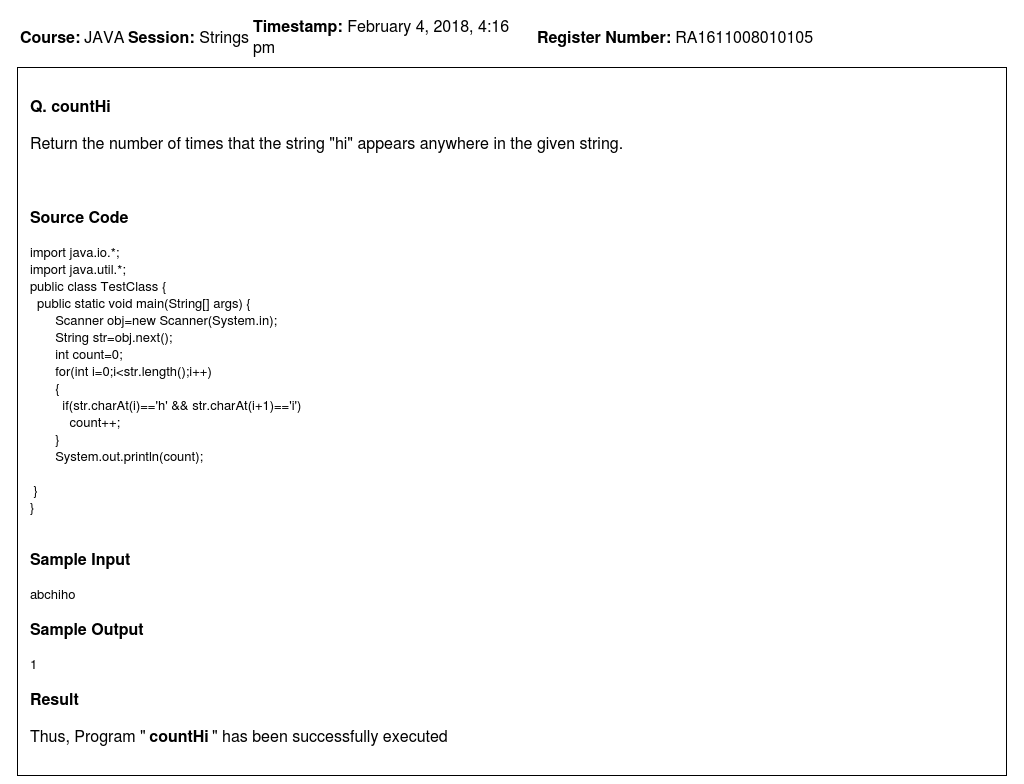 Course: JAVA Session: Strings Timestamp: February 4, 2018, 4:16 pm Register Number: RA1611008010105
Q. countHi
Return the number of times that the string "hi" appears anywhere in the given string.
Source Code
import java.io.*;
import java.util.*;
public class TestClass {
  public static void main(String[] args) {
       Scanner obj=new Scanner(System.in);
       String str=obj.next();
       int count=0;
       for(int i=0;i<str.length();i++)
       {
         if(str.charAt(i)=='h' && str.charAt(i+1)=='i')
           count++;
       }
       System.out.println(count);
 }
}
Sample Input
abchiho
Sample Output
1
Result
Thus, Program " countHi " has been successfully executed